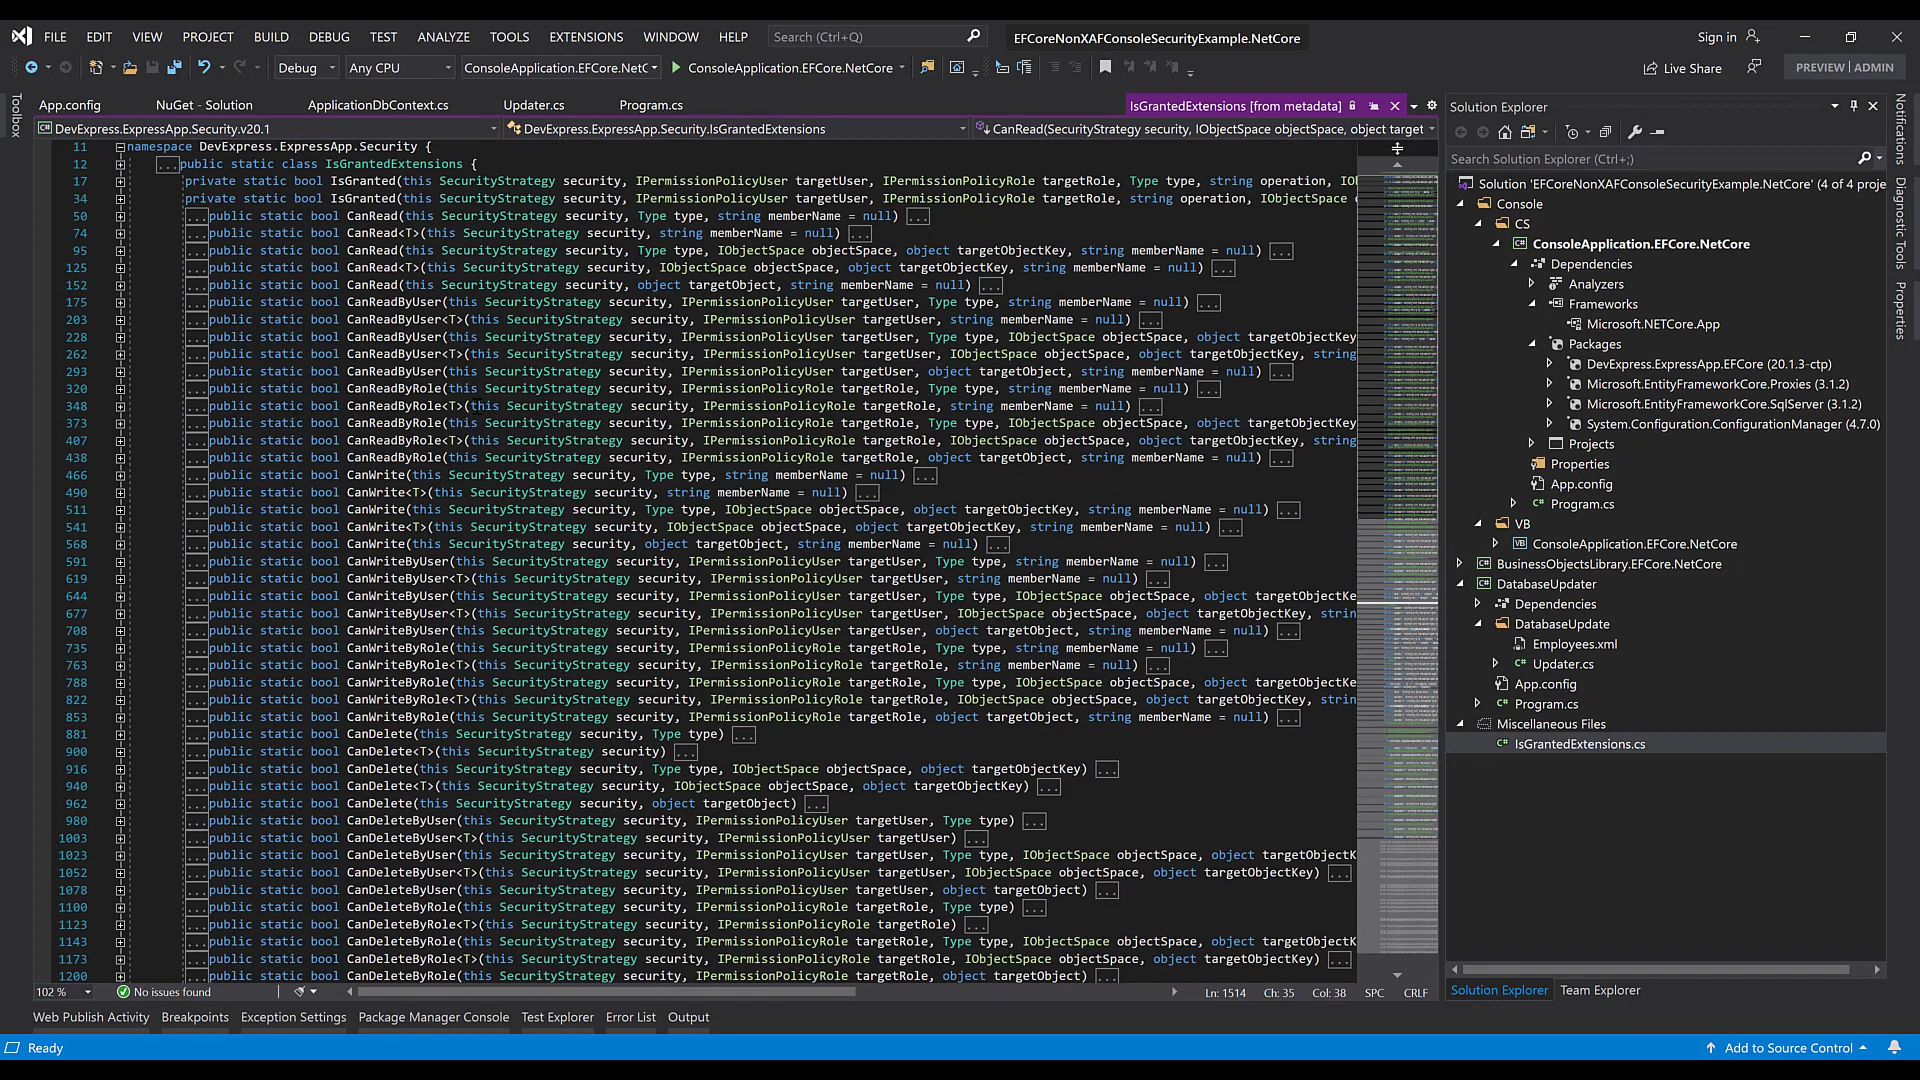 FILE EDIT VIEW PROJECT BUILD DEBUG TEST ANALYZE TOOLS EXTENSIONS WINDOW HELP Search (Ctrl+Q) EFCoreNonXAFConsoleSecurityExample.NetCore Sign in
Debug Any CPU ConsoleApplication.EFCore.NetC ConsoleApplication.EFCore.NetCore Live Share PREVIEW | ADMIN
Toolbox
App.config NuGet - Solution ApplicationDbContext.cs Updater.cs Program.cs IsGrantedExtensions [from metadata]
DevExpress.ExpressApp.Security.v20.1 DevExpress.ExpressApp.Security.IsGrantedExtensions CanRead(SecurityStrategy security, IObjectSpace objectSpace, object target
11 namespace DevExpress.ExpressApp.Security {
12 ...public static class IsGrantedExtensions {
17 private static bool IsGranted(this SecurityStrategy security, IPermissionPolicyUser targetUser, IPermissionPolicyRole targetRole, Type type, string operation, IO
34 private static bool IsGranted(this SecurityStrategy security, IPermissionPolicyUser targetUser, IPermissionPolicyRole targetRole, string operation, IObjectSpace
50 ...public static bool CanRead(this SecurityStrategy security, Type type, string memberName = null) ...
74 ...public static bool CanRead<T>(this SecurityStrategy security, string memberName = null) ...
95 ...public static bool CanRead(this SecurityStrategy security, Type type, IObjectSpace objectSpace, object targetObjectKey, string memberName = null) ...
125 ...public static bool CanRead<T>(this SecurityStrategy security, IObjectSpace objectSpace, object targetObjectKey, string memberName = null) ...
152 ...public static bool CanRead(this SecurityStrategy security, object targetObject, string memberName = null) ...
175 ...public static bool CanReadByUser(this SecurityStrategy security, IPermissionPolicyUser targetUser, Type type, string memberName = null) ...
203 ...public static bool CanReadByUser<T>(this SecurityStrategy security, IPermissionPolicyUser targetUser, string memberName = null) ...
228 ...public static bool CanReadByUser(this SecurityStrategy security, IPermissionPolicyUser targetUser, Type type, IObjectSpace objectSpace, object targetObjectKey
262 ...public static bool CanReadByUser<T>(this SecurityStrategy security, IPermissionPolicyUser targetUser, IObjectSpace objectSpace, object targetObjectKey, string
293 ...public static bool CanReadByUser(this SecurityStrategy security, IPermissionPolicyUser targetUser, object targetObject, string memberName = null) ...
320 ...public static bool CanReadByRole(this SecurityStrategy security, IPermissionPolicyRole targetRole, Type type, string memberName = null) ...
348 ...public static bool CanReadByRole<T>(this SecurityStrategy security, IPermissionPolicyRole targetRole, string memberName = null) ...
373 ...public static bool CanReadByRole(this SecurityStrategy security, IPermissionPolicyRole targetRole, Type type, IObjectSpace objectSpace, object targetObjectKey
407 ...public static bool CanReadByRole<T>(this SecurityStrategy security, IPermissionPolicyRole targetRole, IObjectSpace objectSpace, object targetObjectKey, string
438 ...public static bool CanReadByRole(this SecurityStrategy security, IPermissionPolicyRole targetRole, object targetObject, string memberName = null) ...
466 ...public static bool CanWrite(this SecurityStrategy security, Type type, string memberName = null) ...
490 ...public static bool CanWrite<T>(this SecurityStrategy security, string memberName = null) ...
511 ...public static bool CanWrite(this SecurityStrategy security, Type type, IObjectSpace objectSpace, object targetObjectKey, string memberName = null) ...
541 ...public static bool CanWrite<T>(this SecurityStrategy security, IObjectSpace objectSpace, object targetObjectKey, string memberName = null) ...
568 ...public static bool CanWrite(this SecurityStrategy security, object targetObject, string memberName = null) ...
591 ...public static bool CanWriteByUser(this SecurityStrategy security, IPermissionPolicyUser targetUser, Type type, string memberName = null) ...
619 ...public static bool CanWriteByUser<T>(this SecurityStrategy security, IPermissionPolicyUser targetUser, string memberName = null) ...
644 ...public static bool CanWriteByUser(this SecurityStrategy security, IPermissionPolicyUser targetUser, Type type, IObjectSpace objectSpace, object targetObjectKe
677 ...public static bool CanWriteByUser<T>(this SecurityStrategy security, IPermissionPolicyUser targetUser, IObjectSpace objectSpace, object targetObjectKey, strin
708 ...public static bool CanWriteByUser(this SecurityStrategy security, IPermissionPolicyUser targetUser, object targetObject, string memberName = null) ...
735 ...public static bool CanWriteByRole(this SecurityStrategy security, IPermissionPolicyRole targetRole, Type type, string memberName = null) ...
763 ...public static bool CanWriteByRole<T>(this SecurityStrategy security, IPermissionPolicyRole targetRole, string memberName = null) ...
788 ...public static bool CanWriteByRole(this SecurityStrategy security, IPermissionPolicyRole targetRole, Type type, IObjectSpace objectSpace, object targetObjectKe
822 ...public static bool CanWriteByRole<T>(this SecurityStrategy security, IPermissionPolicyRole targetRole, IObjectSpace objectSpace, object targetObjectKey, strin
853 ...public static bool CanWriteByRole(this SecurityStrategy security, IPermissionPolicyRole targetRole, object targetObject, string memberName = null) ...
881 ...public static bool CanDelete(this SecurityStrategy security, Type type) ...
900 ...public static bool CanDelete<T>(this SecurityStrategy security) ...
916 ...public static bool CanDelete(this SecurityStrategy security, Type type, IObjectSpace objectSpace, object targetObjectKey) ...
940 ...public static bool CanDelete<T>(this SecurityStrategy security, IObjectSpace objectSpace, object targetObjectKey) ...
962 ...public static bool CanDelete(this SecurityStrategy security, object targetObject) ...
980 ...public static bool CanDeleteByUser(this SecurityStrategy security, IPermissionPolicyUser targetUser, Type type) ...
1003 ...public static bool CanDeleteByUser<T>(this SecurityStrategy security, IPermissionPolicyUser targetUser) ...
1023 ...public static bool CanDeleteByUser(this SecurityStrategy security, IPermissionPolicyUser targetUser, Type type, IObjectSpace objectSpace, object targetObjectK
1052 ...public static bool CanDeleteByUser<T>(this SecurityStrategy security, IPermissionPolicyUser targetUser, IObjectSpace objectSpace, object targetObjectKey) ...
1078 ...public static bool CanDeleteByUser(this SecurityStrategy security, IPermissionPolicyUser targetUser, object targetObject) ...
1100 ...public static bool CanDeleteByRole(this SecurityStrategy security, IPermissionPolicyRole targetRole, Type type) ...
1123 ...public static bool CanDeleteByRole<T>(this SecurityStrategy security, IPermissionPolicyRole targetRole) ...
1143 ...public static bool CanDeleteByRole(this SecurityStrategy security, IPermissionPolicyRole targetRole, Type type, IObjectSpace objectSpace, object targetObjectK
1173 ...public static bool CanDeleteByRole<T>(this SecurityStrategy security, IPermissionPolicyRole targetRole, IObjectSpace objectSpace, object targetObjectKey) ...
1200 ...public static bool CanDeleteByRole(this SecurityStrategy security, IPermissionPolicyRole targetRole, object targetObject) ...
102 % No issues found Ln: 1514 Ch: 35 Col: 38 SPC CRLF
Solution Explorer
Search Solution Explorer (Ctrl+;)
Solution 'EFCoreNonXAFConsoleSecurityExample.NetCore' (4 of 4 proje
Console
CS
ConsoleApplication.EFCore.NetCore
Dependencies
Analyzers
Frameworks
Microsoft.NETCore.App
Packages
DevExpress.ExpressApp.EFCore (20.1.3-ctp)
Microsoft.EntityFrameworkCore.Proxies (3.1.2)
Microsoft.EntityFrameworkCore.SqlServer (3.1.2)
System.Configuration.ConfigurationManager (4.7.0)
Projects
Properties
App.config
Program.cs
VB
ConsoleApplication.EFCore.NetCore
BusinessObjectsLibrary.EFCore.NetCore
DatabaseUpdater
Dependencies
DatabaseUpdate
Employees.xml
Updater.cs
App.config
Program.cs
Miscellaneous Files
IsGrantedExtensions.cs
Solution Explorer Team Explorer
Notifications
Diagnostic Tools
Properties
Web Publish Activity Breakpoints Exception Settings Package Manager Console Test Explorer Error List Output
Ready Add to Source Control